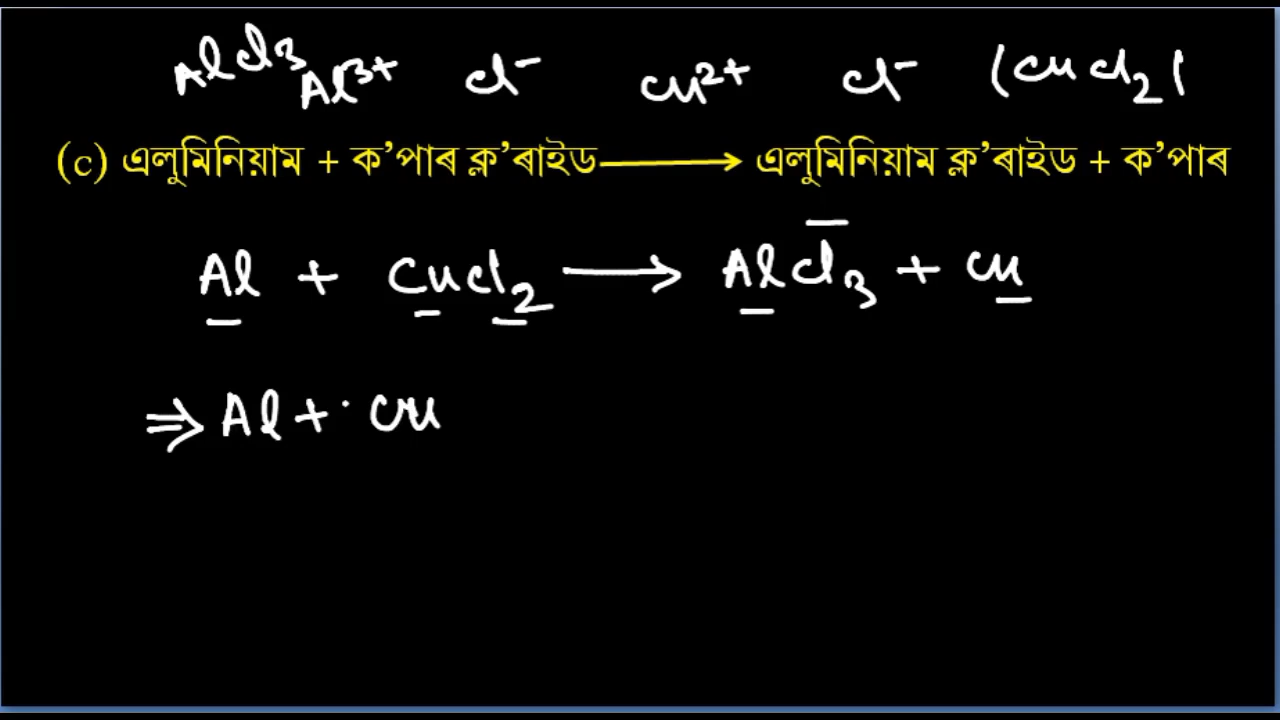 AlCl3 Al3+ Cl- Cu2+ Cl- (CuCl2)
(c) এলুমিনিয়াম + ক'পাৰ ক্ল'ৰাইড ⟶ এলুমিনিয়াম ক্ল'ৰাইড + ক'পাৰ
Al + CuCl2 ⟶ AlCl3 + Cu
⇒ Al + Cu